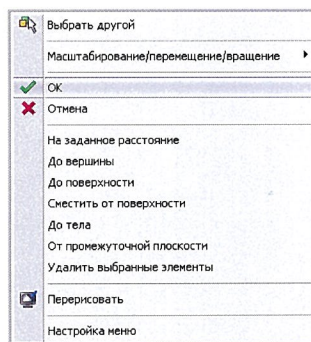 Выбрать другой
Масштабирование/перемещение/вращение
ОК
Отмена
На заданное расстояние
До вершины
До поверхности
Сместить от поверхности
До тела
От промежуточной плоскости
Удалить выбранные элементы
Перерисовать
Настройка меню